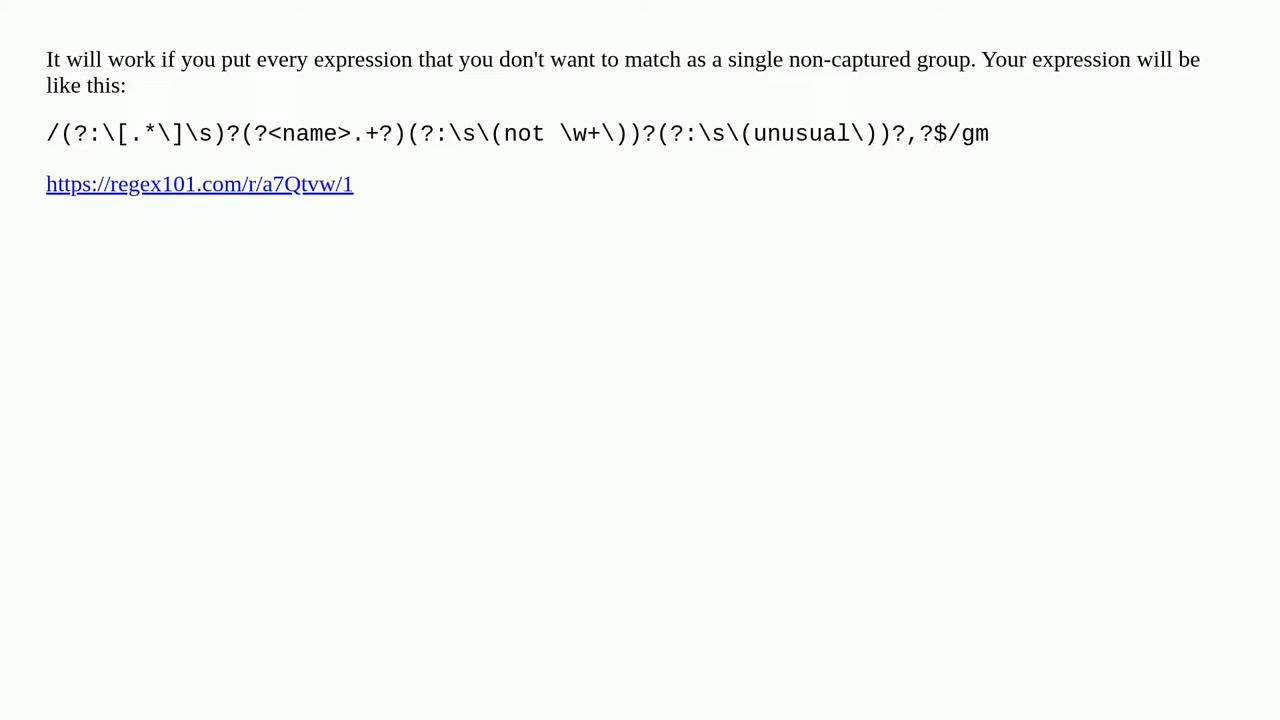 It will work if you put every expression that you don't want to match as a single non-captured group. Your expression will be
like this:
/(?:\[.*\]\s)?(?<name>.+?)(?:\s\(not \w+\))?(?:\s\(unusual\))?,?$/gm
https://regex101.com/r/a7Qtvw/1